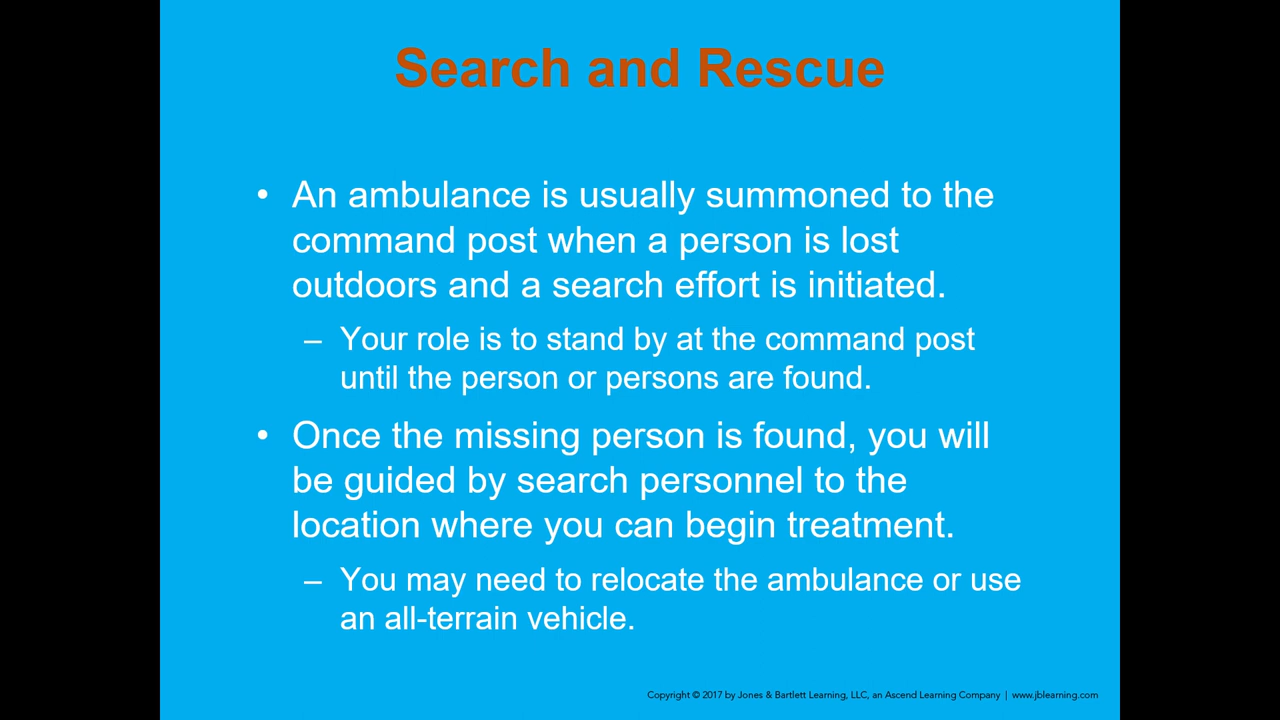 Search and Rescue
• An ambulance is usually summoned to the
command post when a person is lost
outdoors and a search effort is initiated.
– Your role is to stand by at the command post
until the person or persons are found.
• Once the missing person is found, you will
be guided by search personnel to the
location where you can begin treatment.
– You may need to relocate the ambulance or use
an all-terrain vehicle.
Copyright © 2017 by Jones & Bartlett Learning, LLC, an Ascend Learning Company | www.jblearning.com